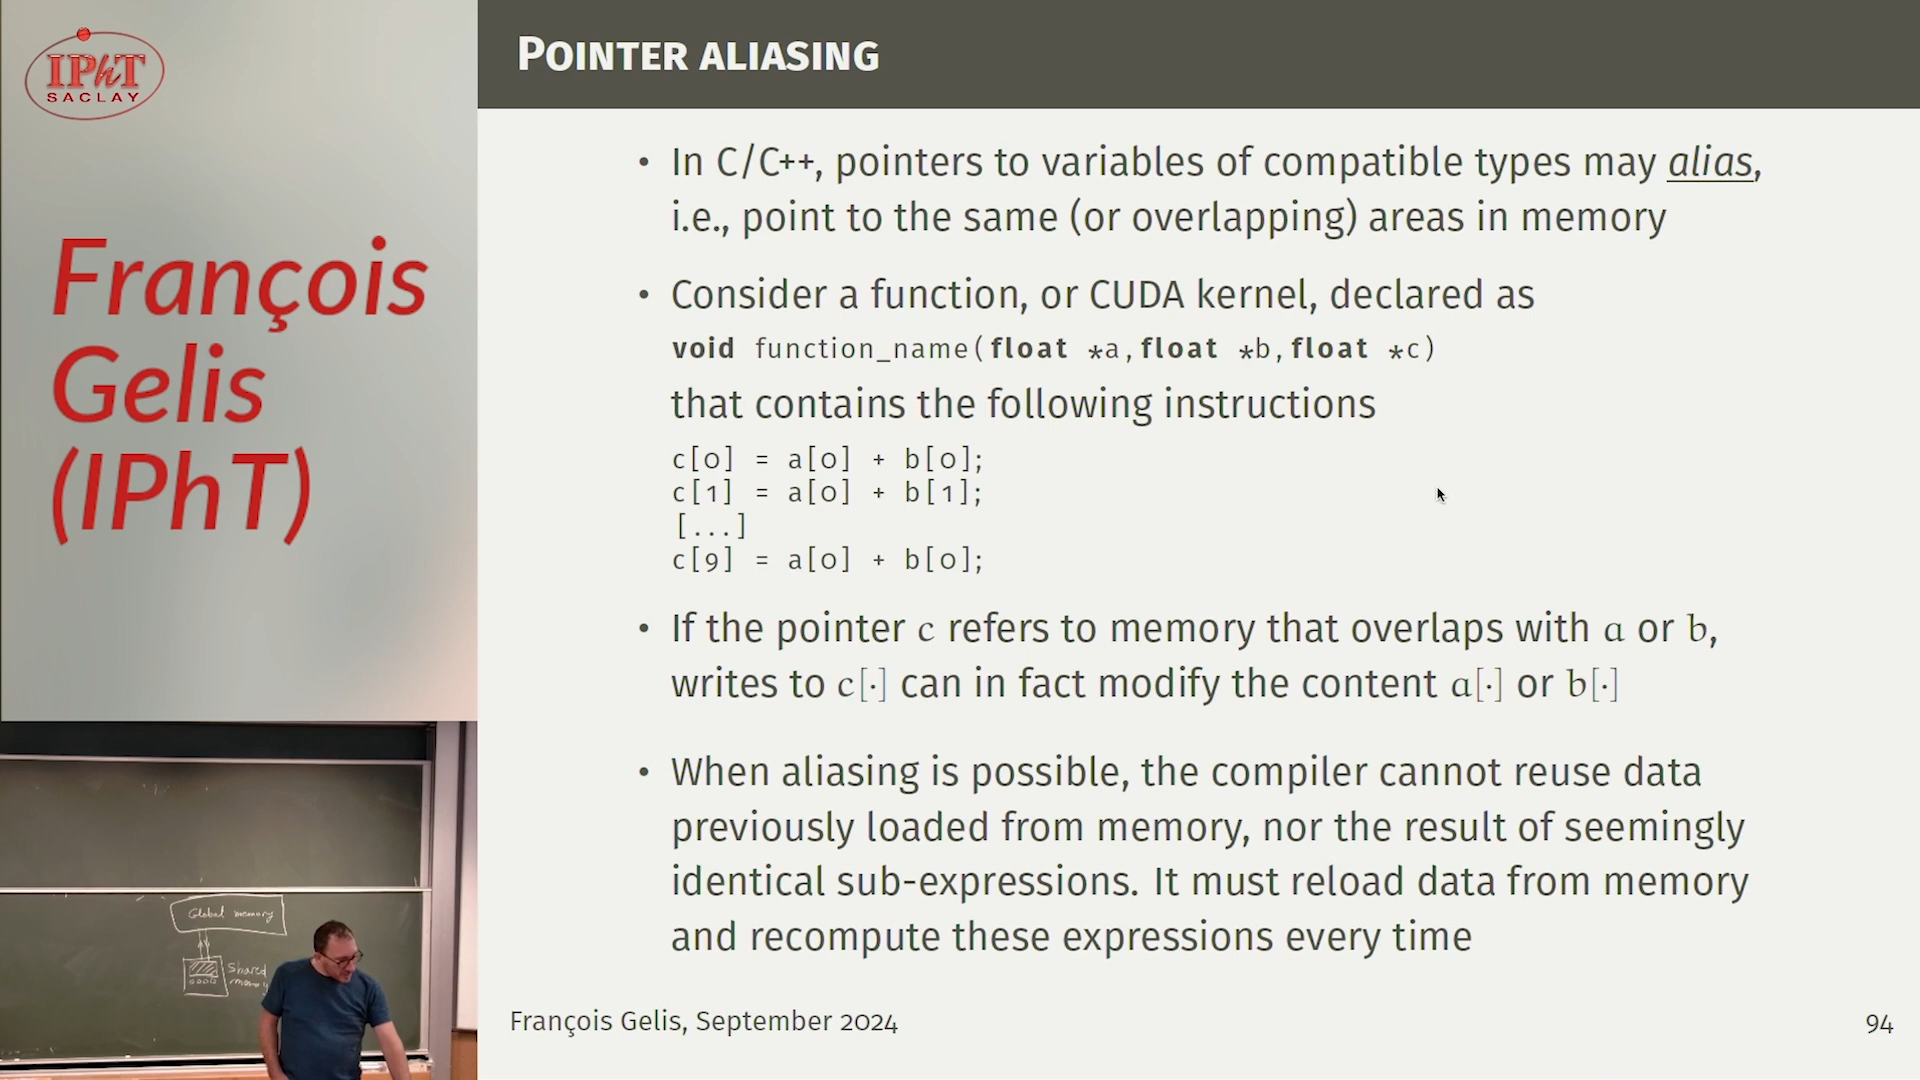 IPhT
SACLAY
François
Gelis
(IPhT)
POINTER ALIASING
• In C/C++, pointers to variables of compatible types may alias,
i.e., point to the same (or overlapping) areas in memory
• Consider a function, or CUDA kernel, declared as
void function_name(float *a,float *b,float *c)
that contains the following instructions
c[0] = a[0] + b[0];
c[1] = a[0] + b[1];
[...]
c[9] = a[0] + b[0];
• If the pointer c refers to memory that overlaps with a or b,
writes to c[·] can in fact modify the content a[·] or b[·]
• When aliasing is possible, the compiler cannot reuse data
previously loaded from memory, nor the result of seemingly
identical sub-expressions. It must reload data from memory
and recompute these expressions every time
François Gelis, September 2024
94
Global memory
Shared
memory